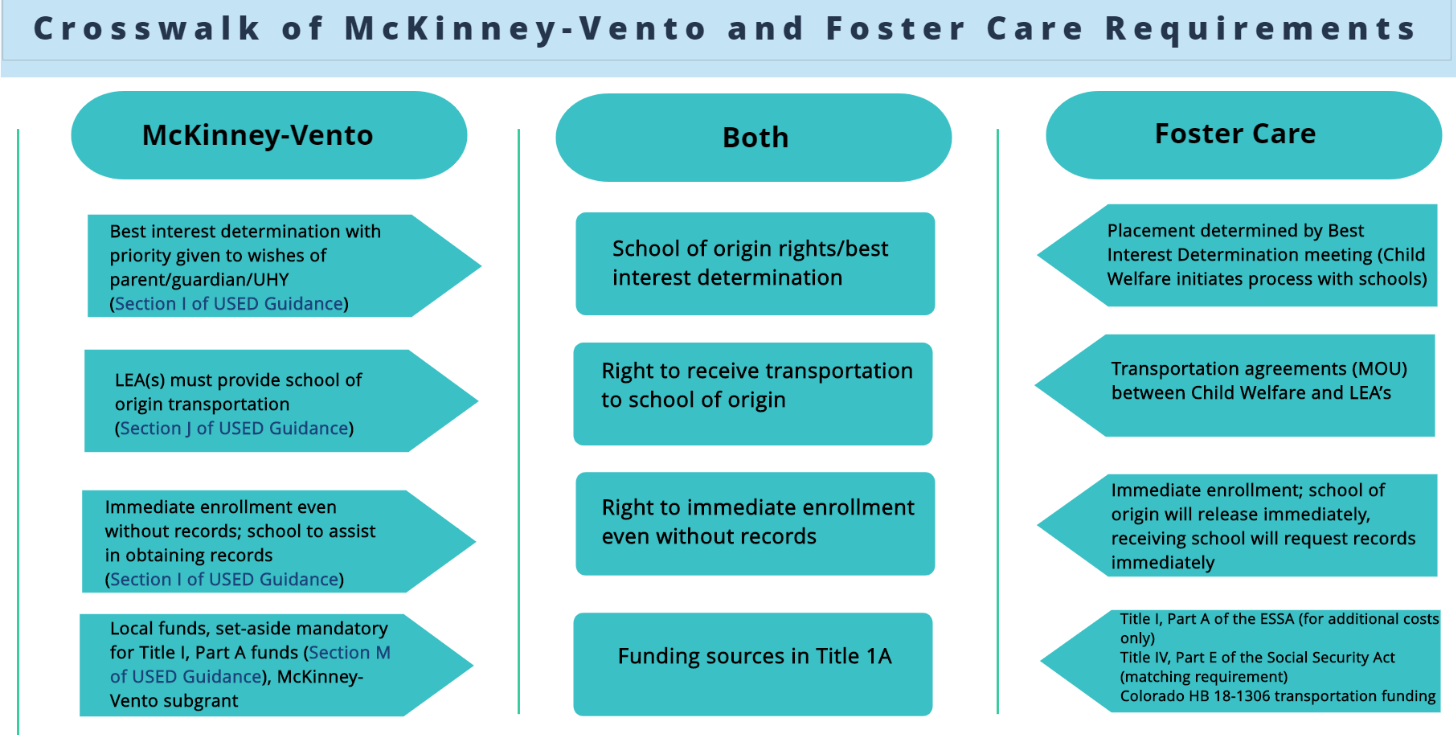 Crosswalk of McKinney-Vento and Foster Care Requirements
McKinney-Vento
Both
Foster Care
Best interest determination with
priority given to wishes of
parent/guardian/UHY
(Section I of USED Guidance)
School of origin rights/best
interest determination
Placement determined by Best
Interest Determination meeting (Child
Welfare initiates process with schools)
LEA(s) must provide school of
origin transportation
(Section J of USED Guidance)
Right to receive transportation
to school of origin
Transportation agreements (MOU)
between Child Welfare and LEA's
Immediate enrollment even
without records; school to assist
in obtaining records
(Section I of USED Guidance)
Right to immediate enrollment
even without records
Immediate enrollment; school of
origin will release immediately,
receiving school will request records
immediately
Local funds, set-aside mandatory
for Title I, Part A funds (Section M
of USED Guidance), McKinney-
Vento subgrant
Funding sources in Title 1A
Title I, Part A of the ESSA (for additional costs
only)
Title IV, Part E of the Social Security Act
(matching requirement)
Colorado HB 18-1306 transportation funding